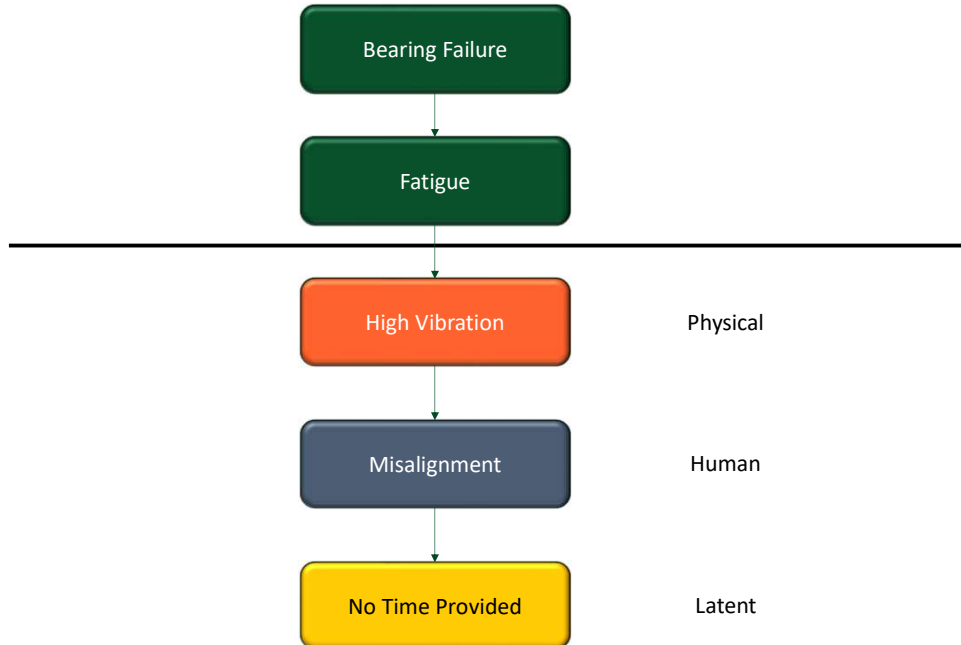 Bearing Failure
Fatigue
High Vibration Physical
Misalignment Human
No Time Provided Latent